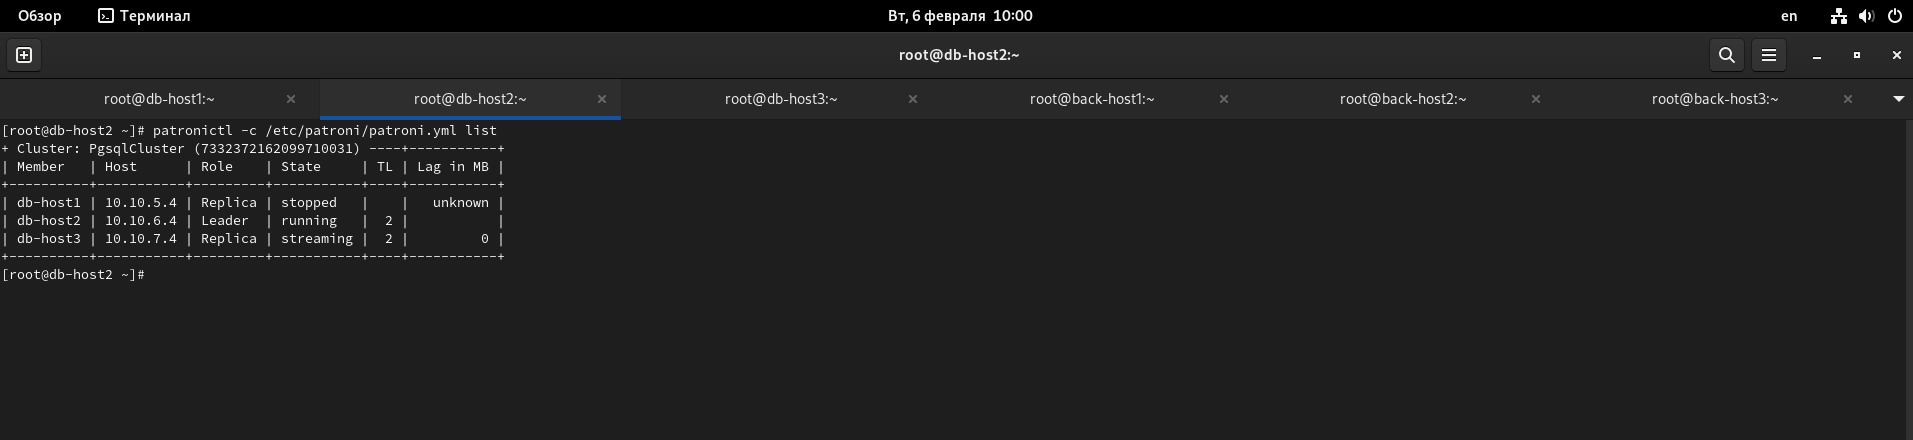 Обзор Терминал Вт, 6 февраля 10:00 en
root@db-host2:~
root@db-host1:~ root@db-host2:~ root@db-host3:~ root@back-host1:~ root@back-host2:~ root@back-host3:~
[root@db-host2 ~]# patronictl -c /etc/patroni/patroni.yml list
+ Cluster: PgsqlCluster (7332372162099710031) ----+-----------+
| Member   | Host      | Role    | State     | TL | Lag in MB |
+----------+-----------+---------+-----------+----+-----------+
| db-host1 | 10.10.5.4 | Replica | stopped   |    |   unknown |
| db-host2 | 10.10.6.4 | Leader  | running   |  2 |           |
| db-host3 | 10.10.7.4 | Replica | streaming |  2 |         0 |
+----------+-----------+---------+-----------+----+-----------+
[root@db-host2 ~]#